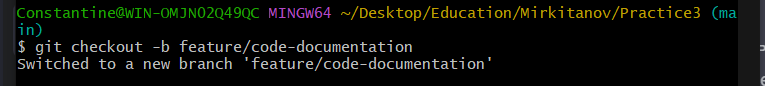 Constantine@WIN-OMJNO2Q49QC MINGW64 ~/Desktop/Education/Mirkitanov/Practice3 (ma
in)
$ git checkout -b feature/code-documentation
Switched to a new branch 'feature/code-documentation'